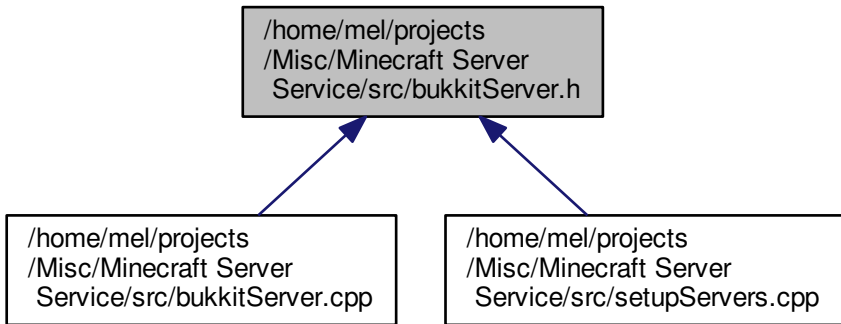 /home/mel/projects
/Misc/Minecraft Server
Service/src/bukkitServer.h
/home/mel/projects
/Misc/Minecraft Server
Service/src/bukkitServer.cpp
/home/mel/projects
/Misc/Minecraft Server
Service/src/setupServers.cpp